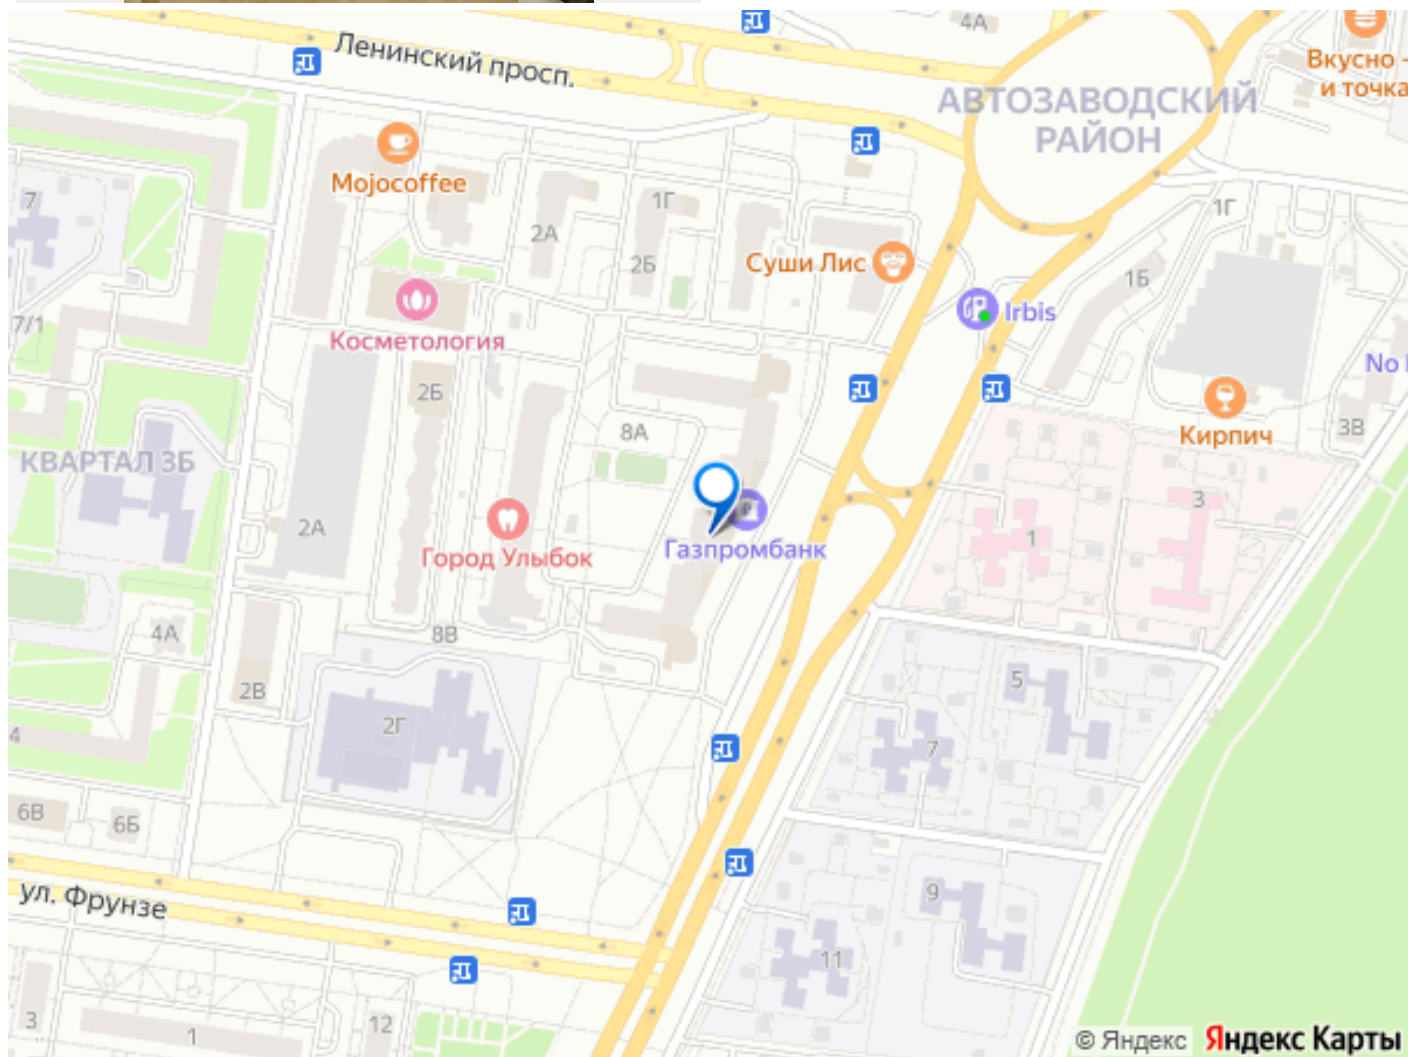 Ленинский просп.
4А
Вкусно -
и точка
АВТОЗАВОДСКИЙ
РАЙОН
Mojocoffee
7
1Г
2А
2Б
Суши Лис
1Г
1Б
Irbis
7/1
Косметология
No
2Б
8А
Кирпич
3В
КВАРТАЛ 3Б
3
2А
Город Улыбок
Газпромбанк
1
4А
8В
2В
5
2Г
4
7
6В
6Б
ул. Фрунзе
9
11
3
1
12
© Яндекс Яндекс Карты